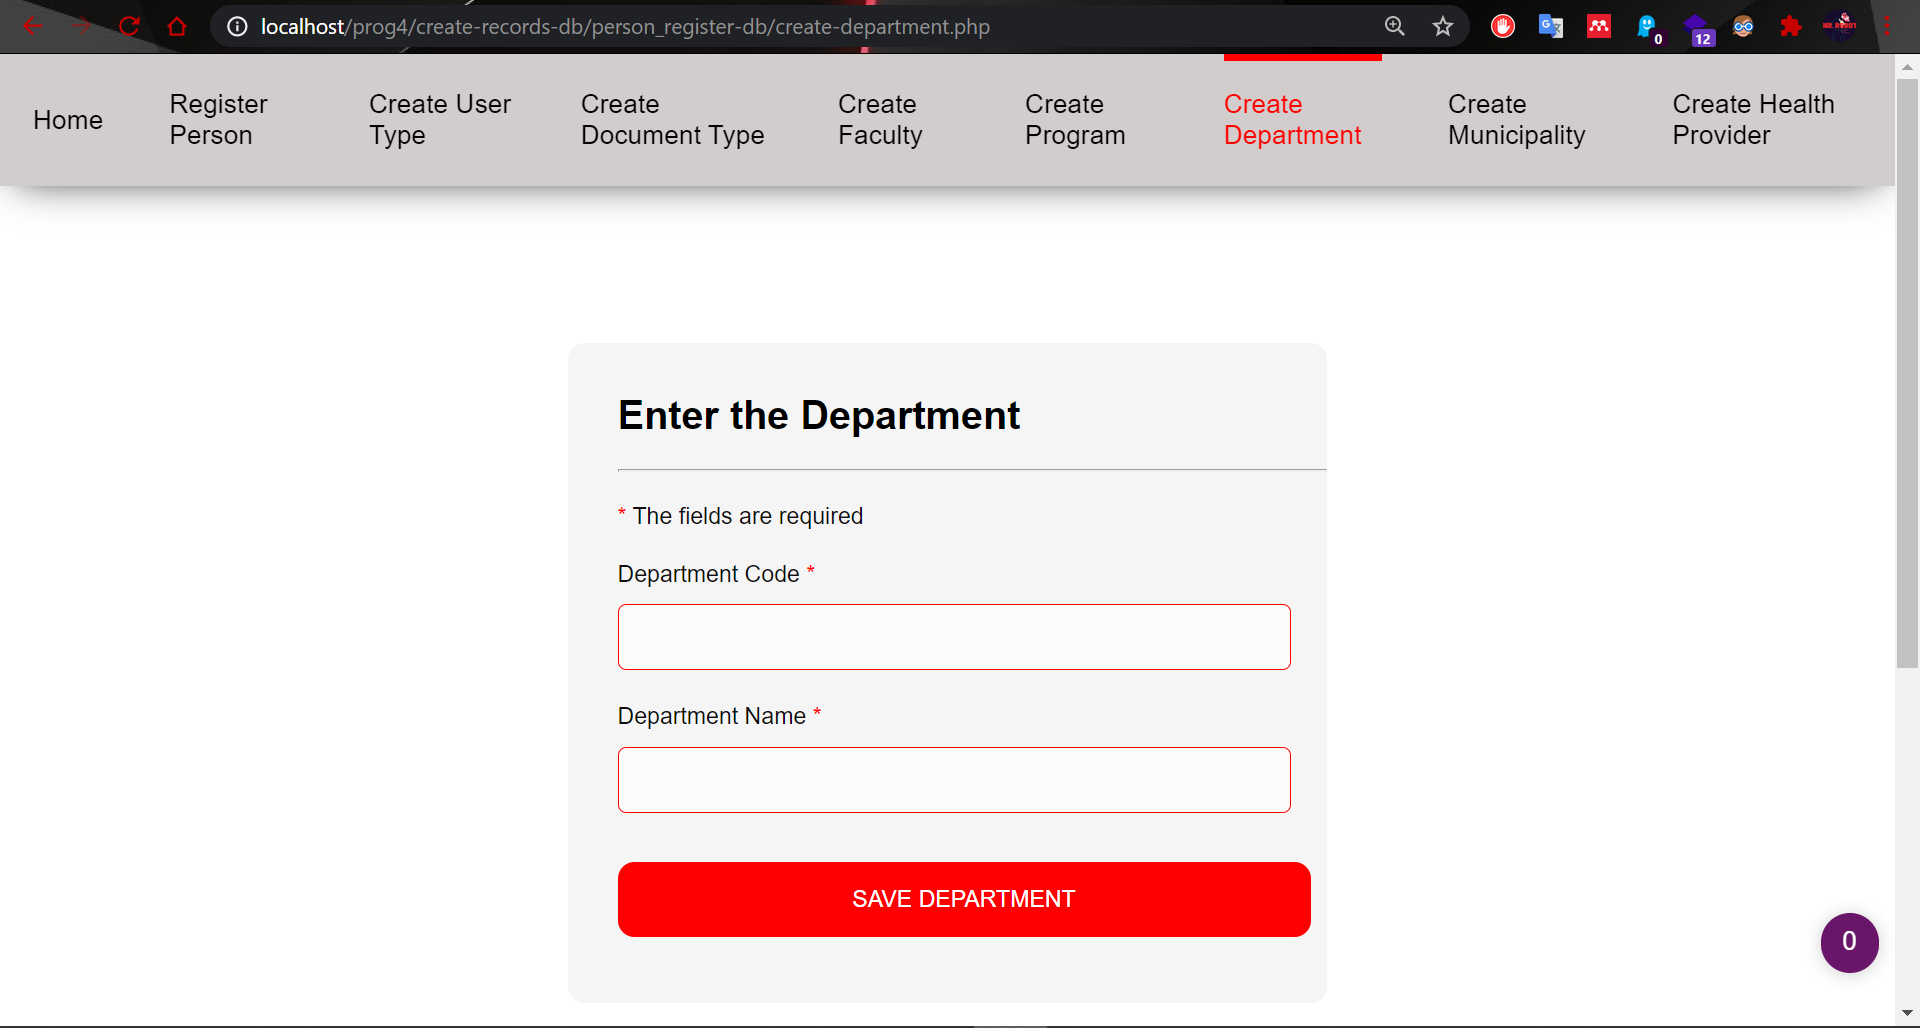 localhost/prog4/create-records-db/person_register-db/create-department.php
0
12
Home
Register
Person
Create User
Type
Create
Document Type
Create
Faculty
Create
Program
Create
Department
Create
Municipality
Create Health
Provider
Enter the Department
* The fields are required
Department Code *
Department Name *
SAVE DEPARTMENT
0